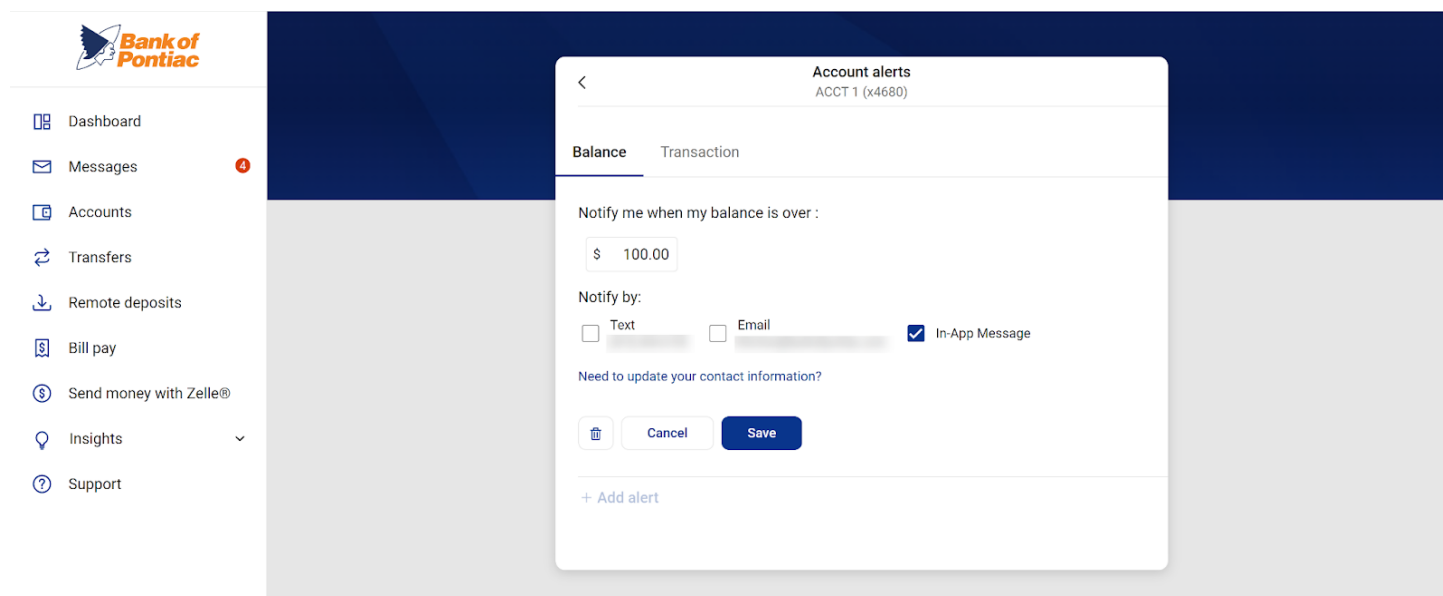 Bank of
Pontiac
Dashboard
Messages 4
Accounts
Transfers
Remote deposits
Bill pay
Send money with Zelle®
Insights
Support
Account alerts
ACCT 1 (x4680)
Balance Transaction
Notify me when my balance is over :
$ 100.00
Notify by:
Text Email In-App Message
Need to update your contact information?
Cancel Save
+ Add alert